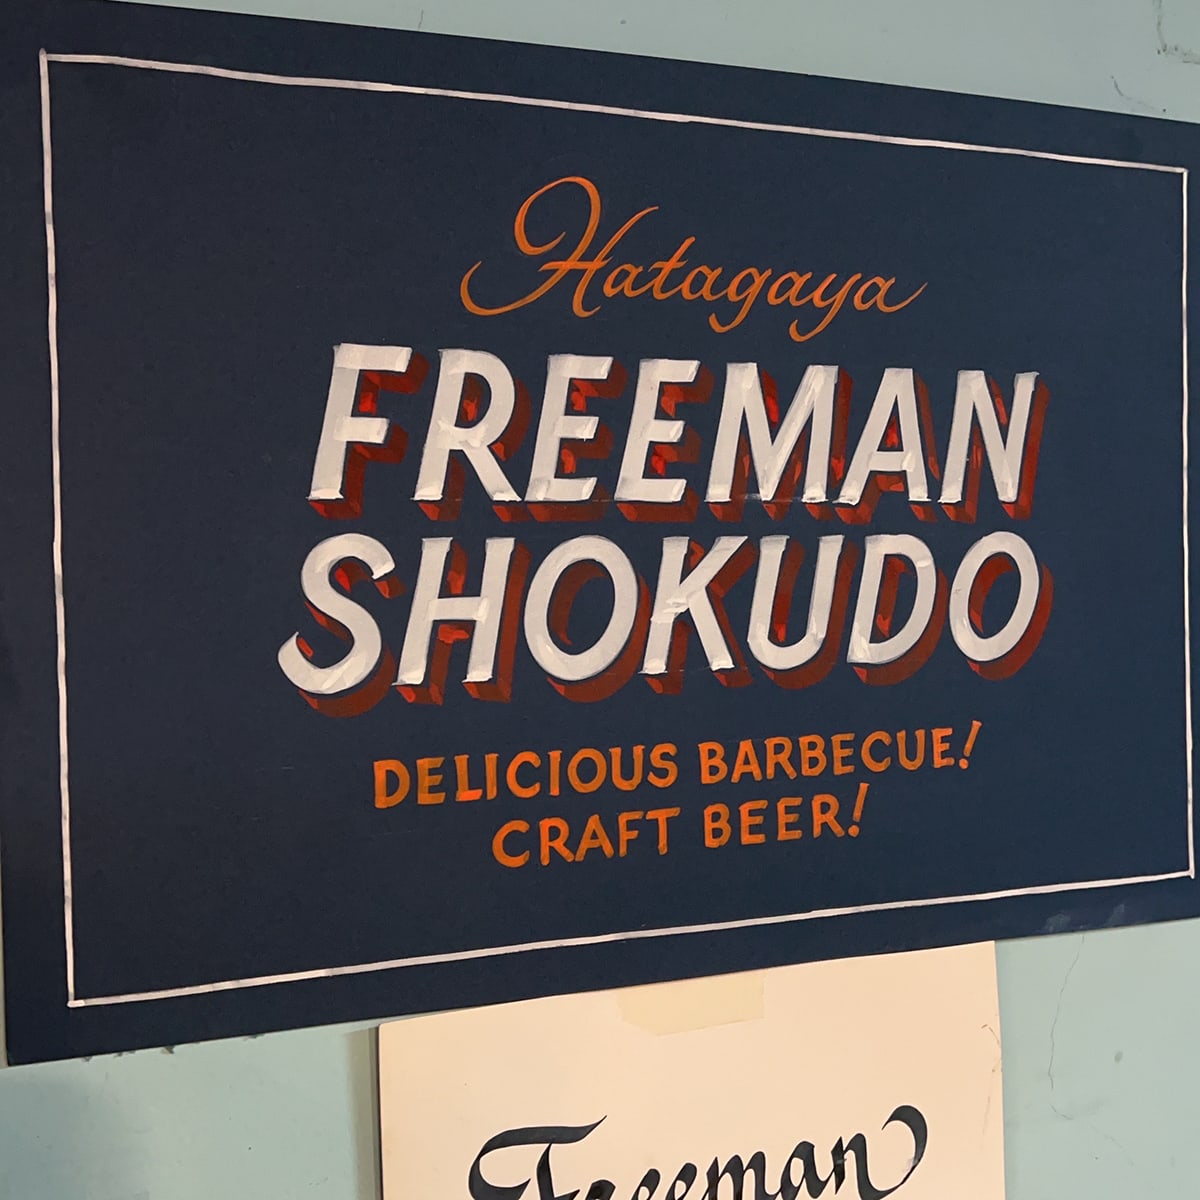 Hatagaya
FREEMAN
SHOKUDO
DELICIOUS BARBECUE!
CRAFT BEER!
Freeman